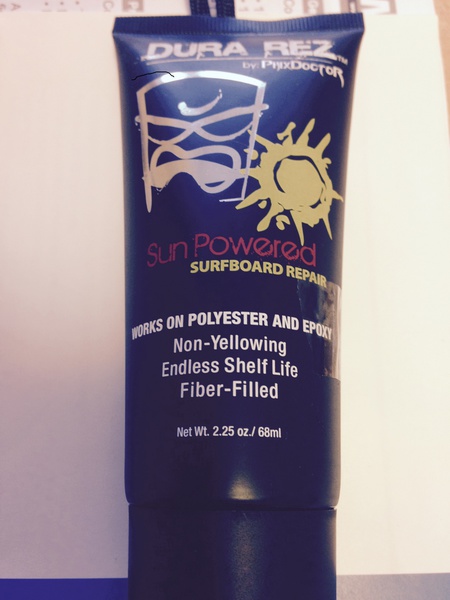 DURA REZ™
by: PHIXDOCTOR
Sun Powered
SURFBOARD REPAIR
WORKS ON POLYESTER AND EPOXY
Non-Yellowing
Endless Shelf Life
Fiber-Filled
Net Wt. 2.25 oz./ 68ml